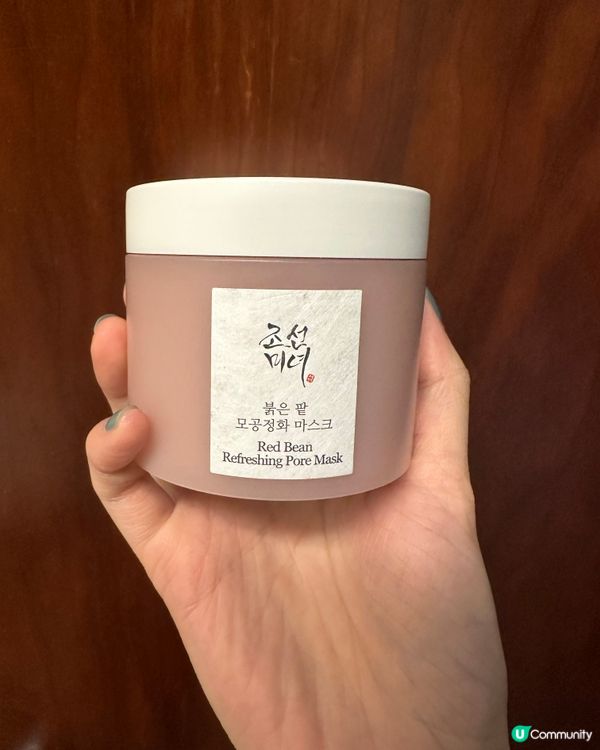 조선
미녀
붉은 팥
모공정화 마스크
Red Bean
Refreshing Pore Mask
U Community